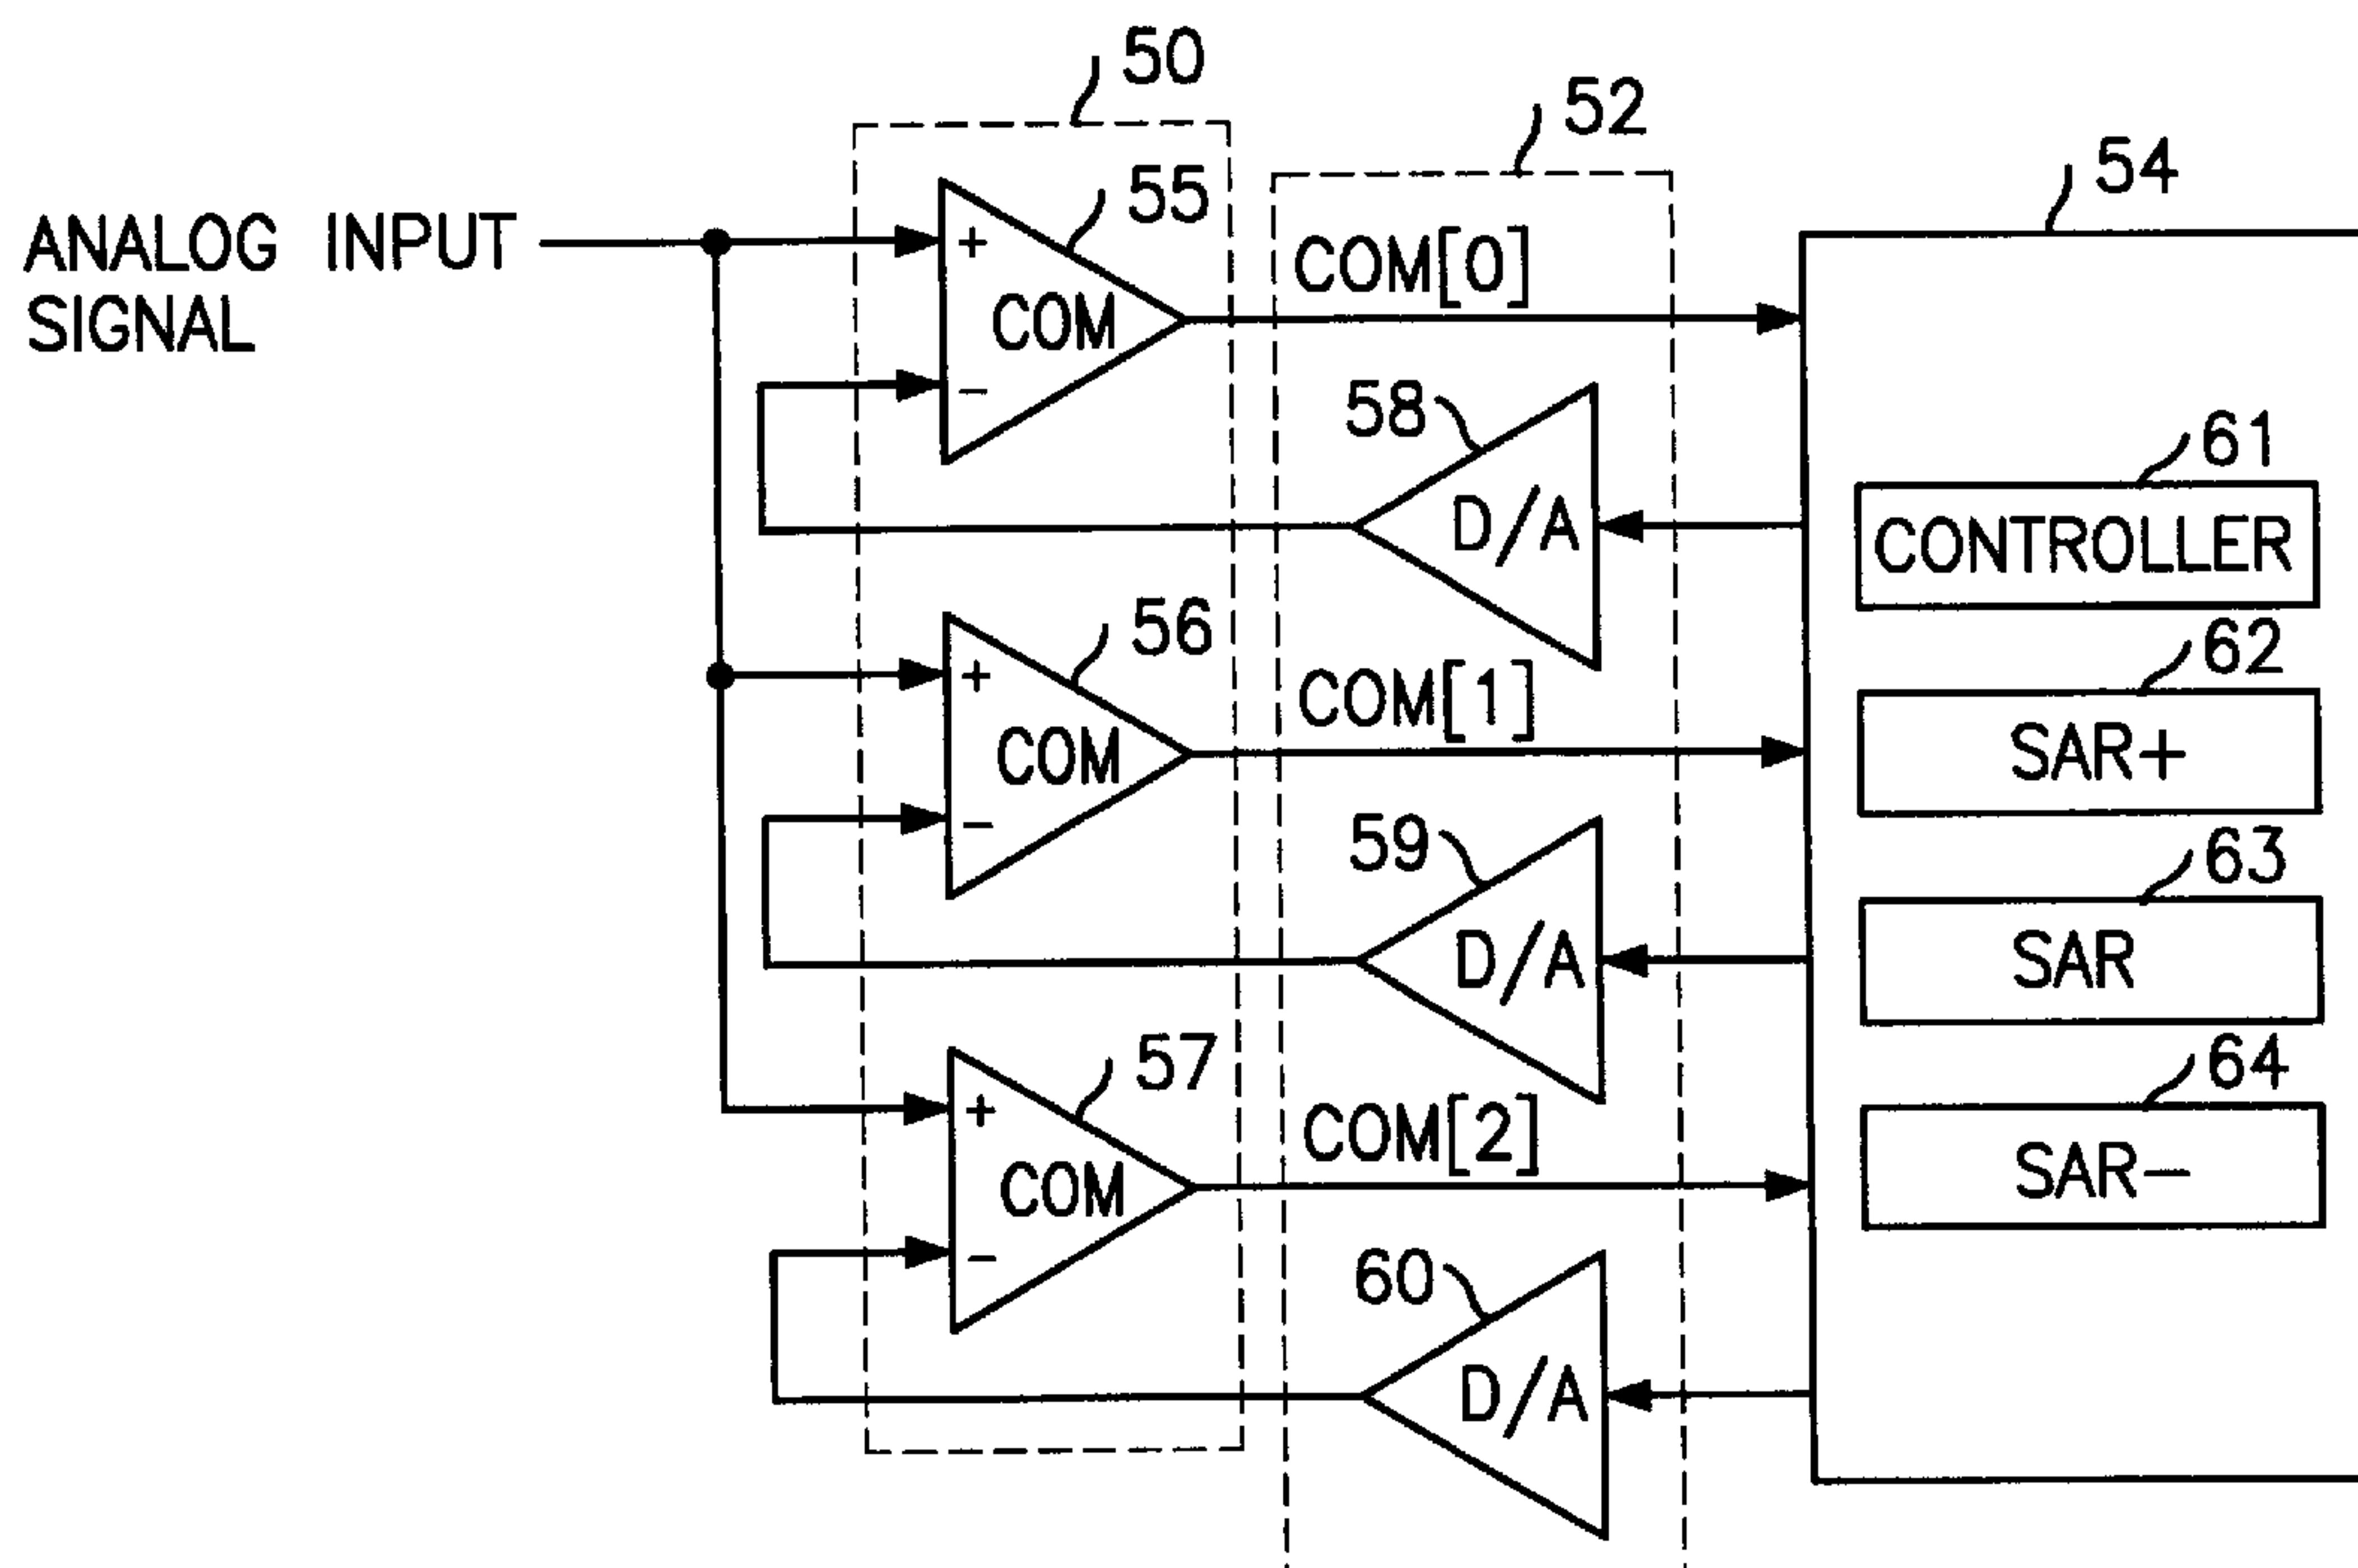 50
52
54
55
ANALOG INPUT
SIGNAL
+
COM
-
COM[0]
58
D/A
61
CONTROLLER
56
+
COM
-
COM[1]
62
SAR+
59
D/A
63
SAR
57
+
COM
-
COM[2]
64
SAR-
60
D/A